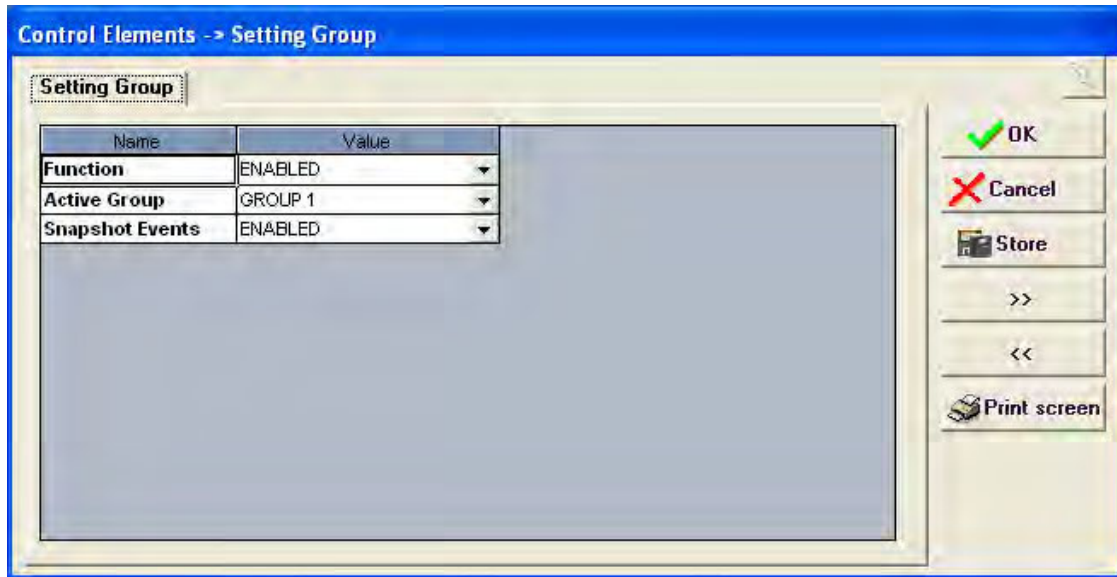 Control Elements -> Setting Group
Setting Group
Name Value
Function ENABLED
Active Group GROUP 1
Snapshot Events ENABLED
OK
Cancel
Store
>>
<<
Print screen